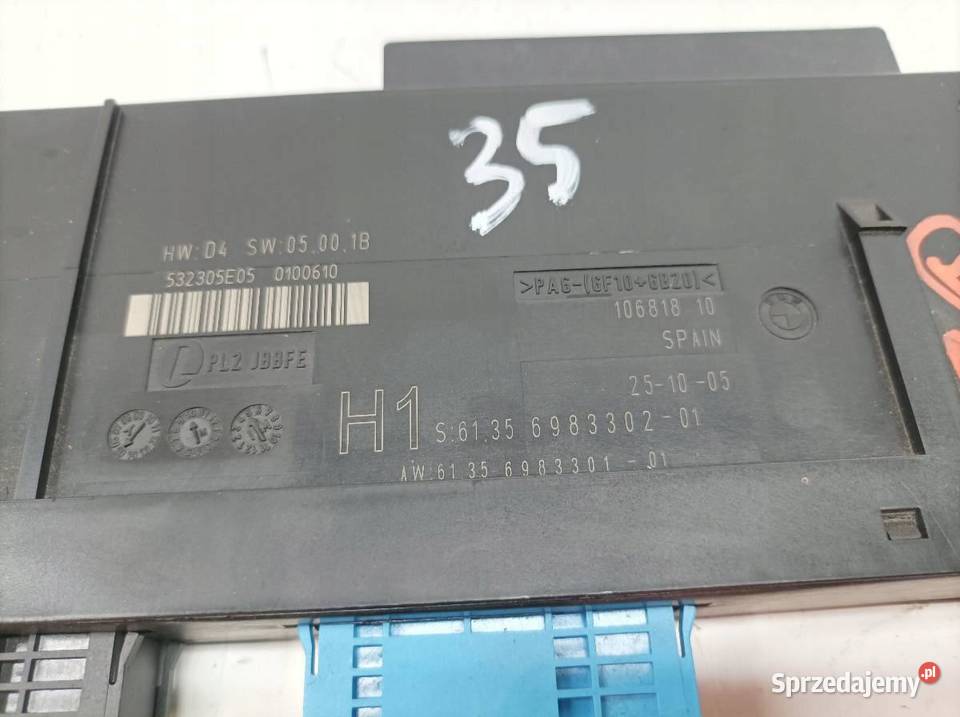 35
HW:D4 SW:05.00.1B
532305E05 0100610
>PA6-(GF10+GB20)<
106818 10
SPAIN
PL2 JBBFE
25-10-05
H1 S:61.35 6983302-01
AW:61 35 6983301-01
Sprzedajemy.pl